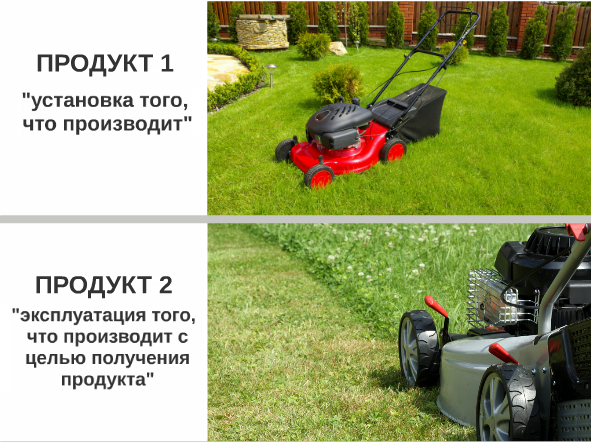 ПРОДУКТ 1
"установка того,
что производит"
ПРОДУКТ 2
"эксплуатация того,
что производит с
целью получения
продукта"